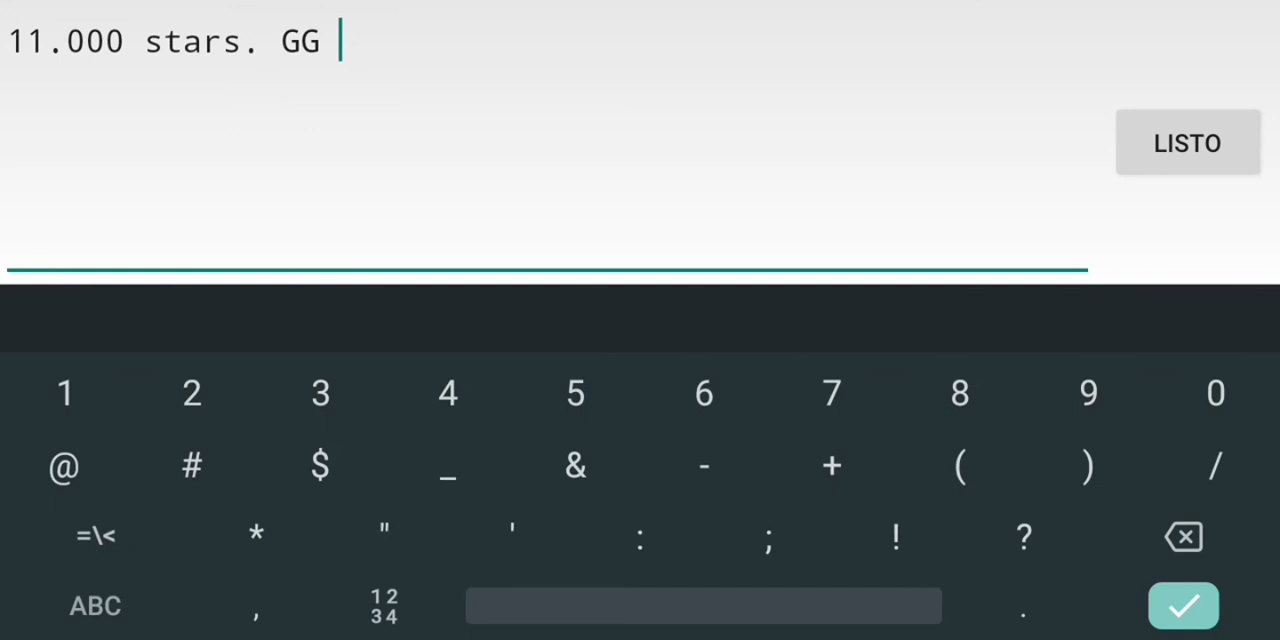 11.000 stars. GG
LISTO
1 2 3 4 5 6 7 8 9 0
@ # $ _ & - + ( ) /
=\< * " ' : ; ! ?
ABC , 12 34 .